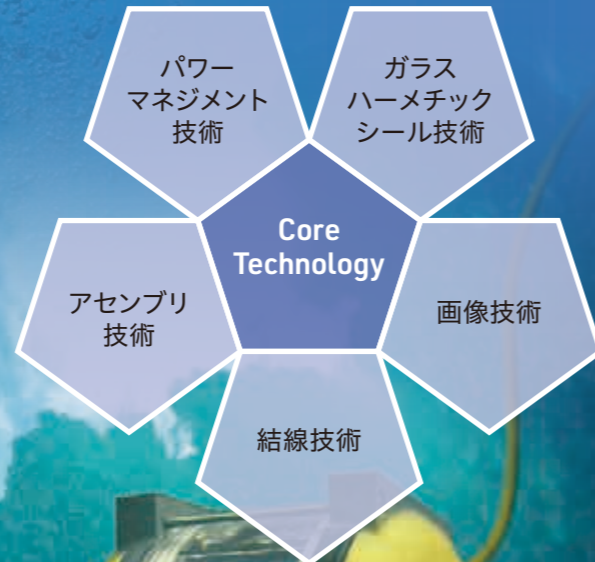 パワー
マネジメント
技術
ガラス
ハーメチック
シール技術
Core
Technology
アセンブリ
技術
画像技術
結線技術